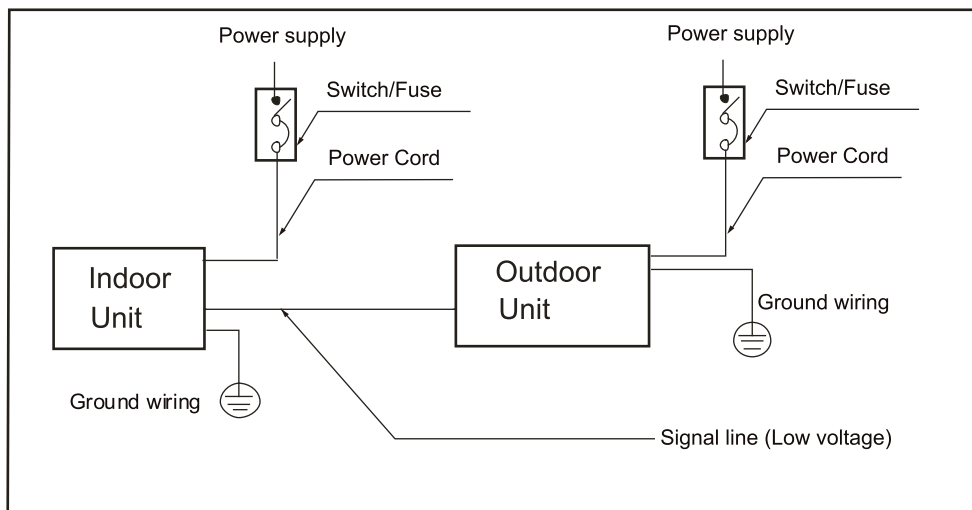 Power supply
Switch/Fuse
Power Cord
Indoor
Unit
Ground wiring
Power supply
Switch/Fuse
Power Cord
Outdoor
Unit
Ground wiring
Signal line (Low voltage)